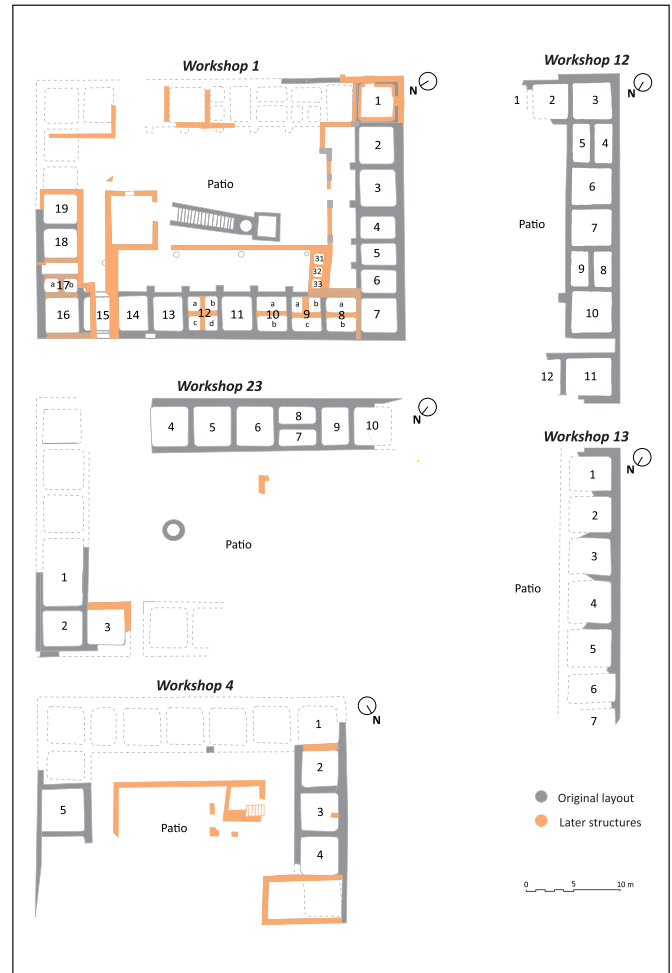 Workshop 1
N
1
2
3
4
5
6
7
Patio
19
18
a 17 b
16
15
14
13
a b
12
c d
11
a
10
b
a b
9
c
a
8
b
31
32
33
Workshop 12
N
1
2
3
5
4
6
7
9
8
10
12
11
Patio
Workshop 23
N
4
5
6
8
7
9
10
1
2
3
Patio
Workshop 13
N
1
2
3
4
5
6
7
Patio
Workshop 4
N
1
2
3
4
5
Patio
Original layout
Later structures
0 5 10 m